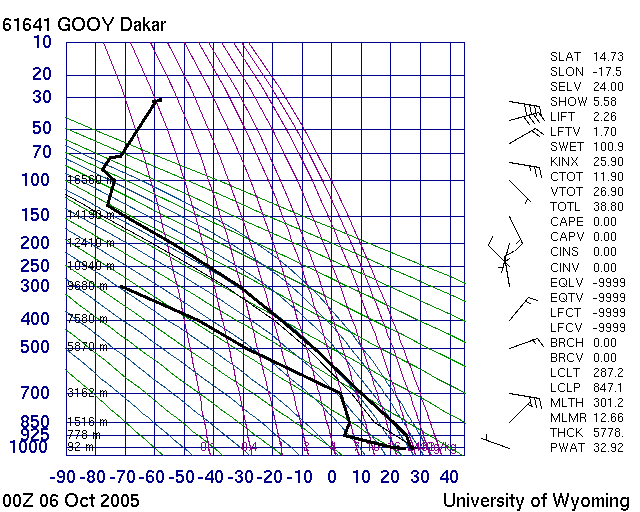 61641 GOOY Dakar
10
20
30
50
70
100
150
200
250
300
400
500
700
850
925
1000
16580 m
14190 m
12410 m
10940 m
9680 m
7580 m
5870 m
3162 m
1516 m
778 m
92 m
-90 -80 -70 -60 -50 -40 -30 -20 -10 0 10 20 30 40
SLAT 14.73
SLON -17.5
SELV 24.00
SHOW 5.58
LIFT 2.26
LFTV 1.70
SWET 100.9
KINX 25.90
CTOT 11.90
VTOT 26.90
TOTL 38.80
CAPE 0.00
CAPV 0.00
CINS 0.00
CINV 0.00
EQLV -9999
EQTV -9999
LFCT -9999
LFCV -9999
BRCH 0.00
BRCV 0.00
LCLT 287.2
LCLP 847.1
MLTH 301.2
MLMR 12.66
THCK 5778.
PWAT 32.92
00Z 06 Oct 2005
University of Wyoming